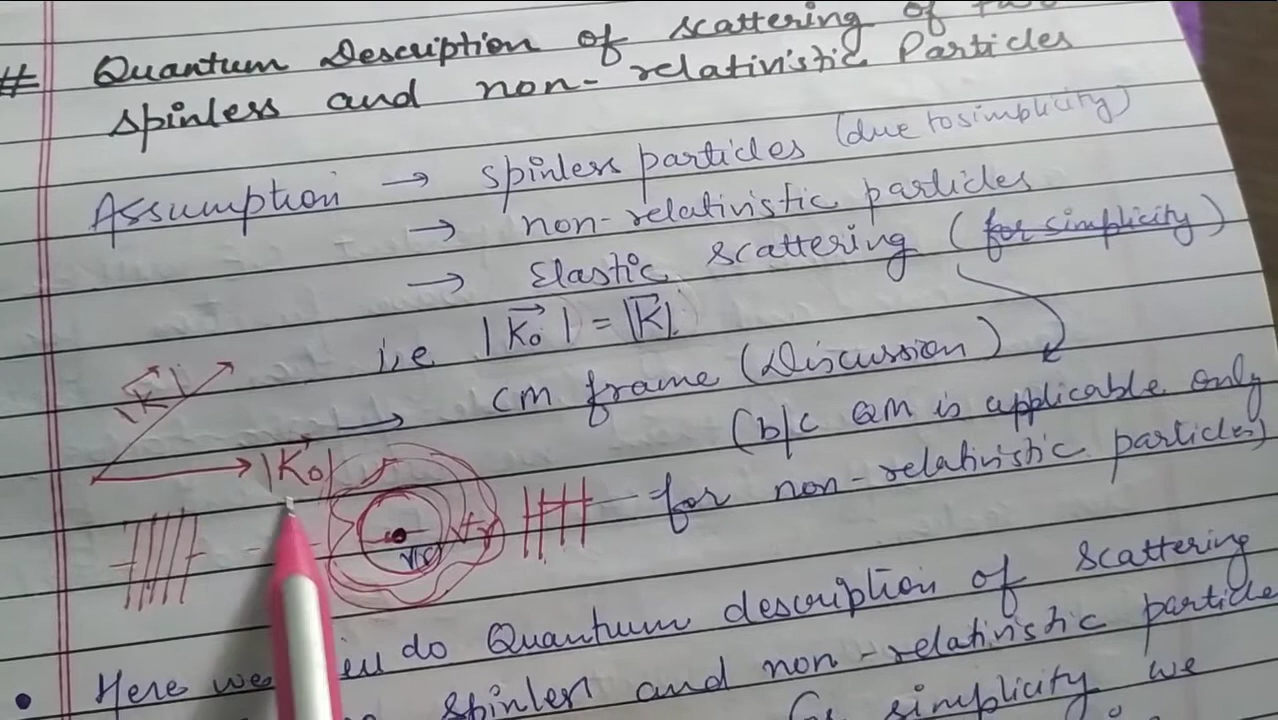 # Quantum Description of scattering of two
spinless and non-relativistic Particles
Assumption → spinless particles (due to simplicity)
→ non-relativistic particles
→ Elastic scattering (for simplicity)
i.e |K₀| = |K|
→ CM frame (Discussion)
(b/c QM is applicable only
for non-relativistic particles)
|K|
|K₀|
• Here we do Quantum description of scattering
spinless and non-relativistic particle
simplicity we